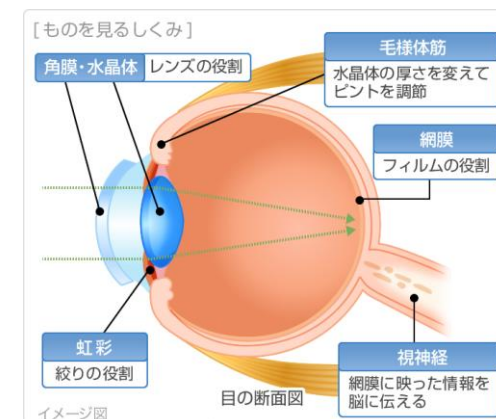 [ものを見るしくみ]
角膜・水晶体 レンズの役割
毛様体筋
水晶体の厚さを変えて
ピントを調節
網膜
フィルムの役割
虹彩
絞りの役割
視神経
網膜に映った情報を
脳に伝える
目の断面図
イメージ図